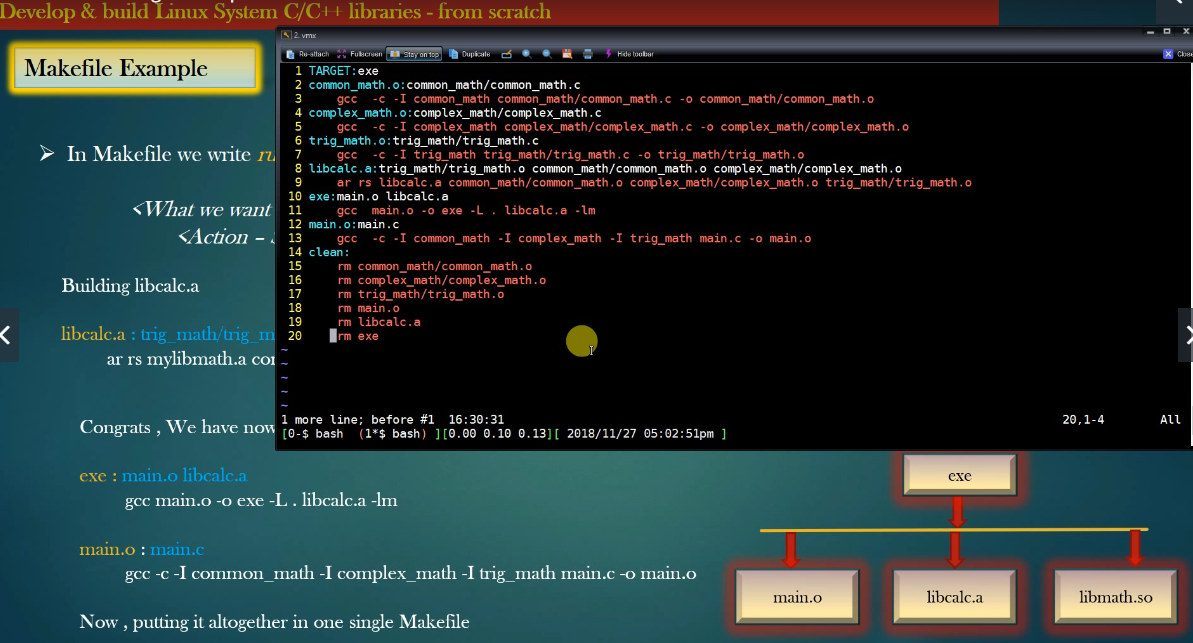 Develop & build Linux System C/C++ libraries - from scratch
Makefile Example
In Makefile we write
<What we want
<Action –
Building libcalc.a
libcalc.a : trig_math/trig_m
ar rs mylibmath.a con
Congrats , We have now
exe : main.o libcalc.a
gcc main.o -o exe -L . libcalc.a -lm
main.o : main.c
gcc -c -I common_math -I complex_math -I trig_math main.c -o main.o
Now , putting it altogether in one single Makefile
2. vmx
Re-attach Fullscreen Stay on top Duplicate Hide toolbar Close
1 TARGET:exe
2 common_math.o:common_math/common_math.c
3 gcc -c -I common_math common_math/common_math.c -o common_math/common_math.o
4 complex_math.o:complex_math/complex_math.c
5 gcc -c -I complex_math complex_math/complex_math.c -o complex_math/complex_math.o
6 trig_math.o:trig_math/trig_math.c
7 gcc -c -I trig_math trig_math/trig_math.c -o trig_math/trig_math.o
8 libcalc.a:trig_math/trig_math.o common_math/common_math.o complex_math/complex_math.o
9 ar rs libcalc.a common_math/common_math.o complex_math/complex_math.o trig_math/trig_math.o
10 exe:main.o libcalc.a
11 gcc main.o -o exe -L . libcalc.a -lm
12 main.o:main.c
13 gcc -c -I common_math -I complex_math -I trig_math main.c -o main.o
14 clean:
15 rm common_math/common_math.o
16 rm complex_math/complex_math.o
17 rm trig_math/trig_math.o
18 rm main.o
19 rm libcalc.a
20 rm exe
~
~
~
~
~
1 more line; before #1 16:30:31 20,1-4 All
[0-$ bash (1*$ bash) ][0.00 0.10 0.13][ 2018/11/27 05:02:51pm ]
exe
main.o
libcalc.a
libmath.so